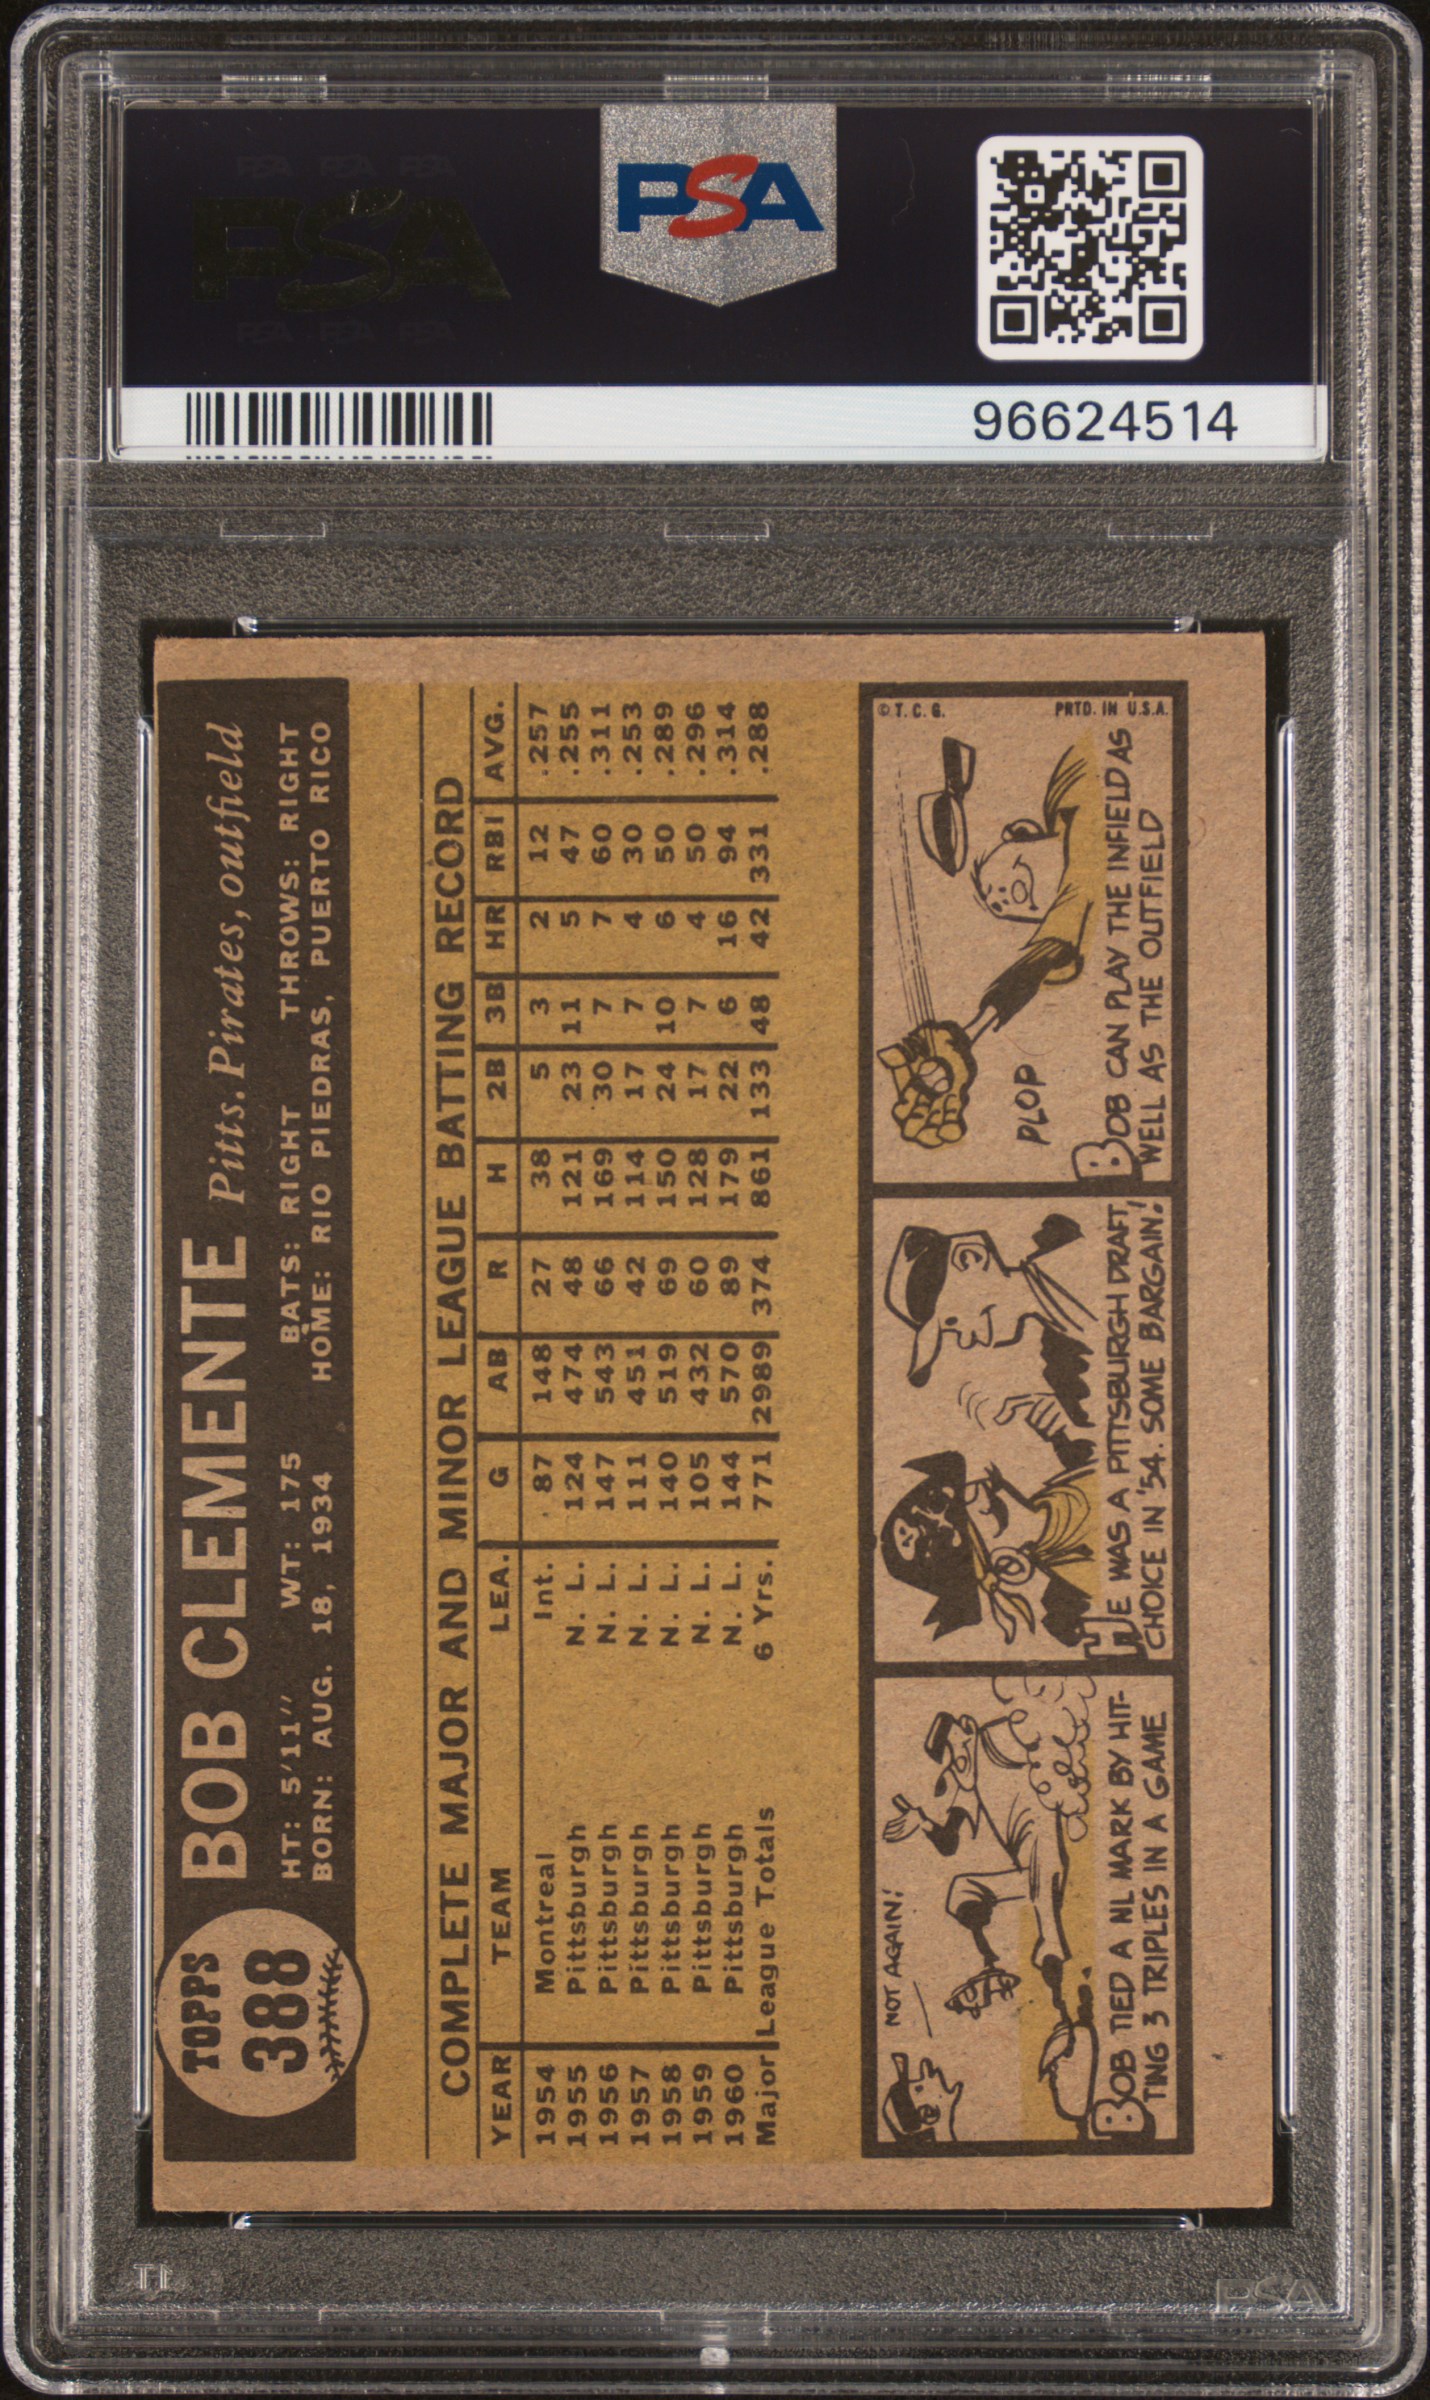 PSA PSA PSA
PSA
PSA PSA PSA
PSA
96624514
TOPPS
388
BOB CLEMENTE Pitts. Pirates, outfield
HT: 5'11" WT: 175 BATS: RIGHT THROWS: RIGHT
BORN: AUG. 18, 1934 HOME: RIO PIEDRAS, PUERTO RICO
COMPLETE MAJOR AND MINOR LEAGUE BATTING RECORD
YEAR TEAM LEA. G AB R H 2B 3B HR RBI AVG.
1954 Montreal Int. 87 148 27 38 5 3 2 12 .257
1955 Pittsburgh N. L. 124 474 48 121 23 11 5 47 .255
1956 Pittsburgh N. L. 147 543 66 169 30 7 7 60 .311
1957 Pittsburgh N. L. 111 451 42 114 17 7 4 30 .253
1958 Pittsburgh N. L. 140 519 69 150 24 10 6 50 .289
1959 Pittsburgh N. L. 105 432 60 128 17 7 4 50 .296
1960 Pittsburgh N. L. 144 570 89 179 22 6 16 94 .314
Major League Totals 6 Yrs. 771 2989 374 861 133 48 42 331 .288
NOT AGAIN!
BOB TIED A NL MARK BY HIT-
TING 3 TRIPLES IN A GAME
HE WAS A PITTSBURGH DRAFT
CHOICE IN '54. SOME BARGAIN!
© T. C. G.
PRTD. IN U.S.A.
PLOP
BOB CAN PLAY THE INFIELD AS
WELL AS THE OUTFIELD
PSA